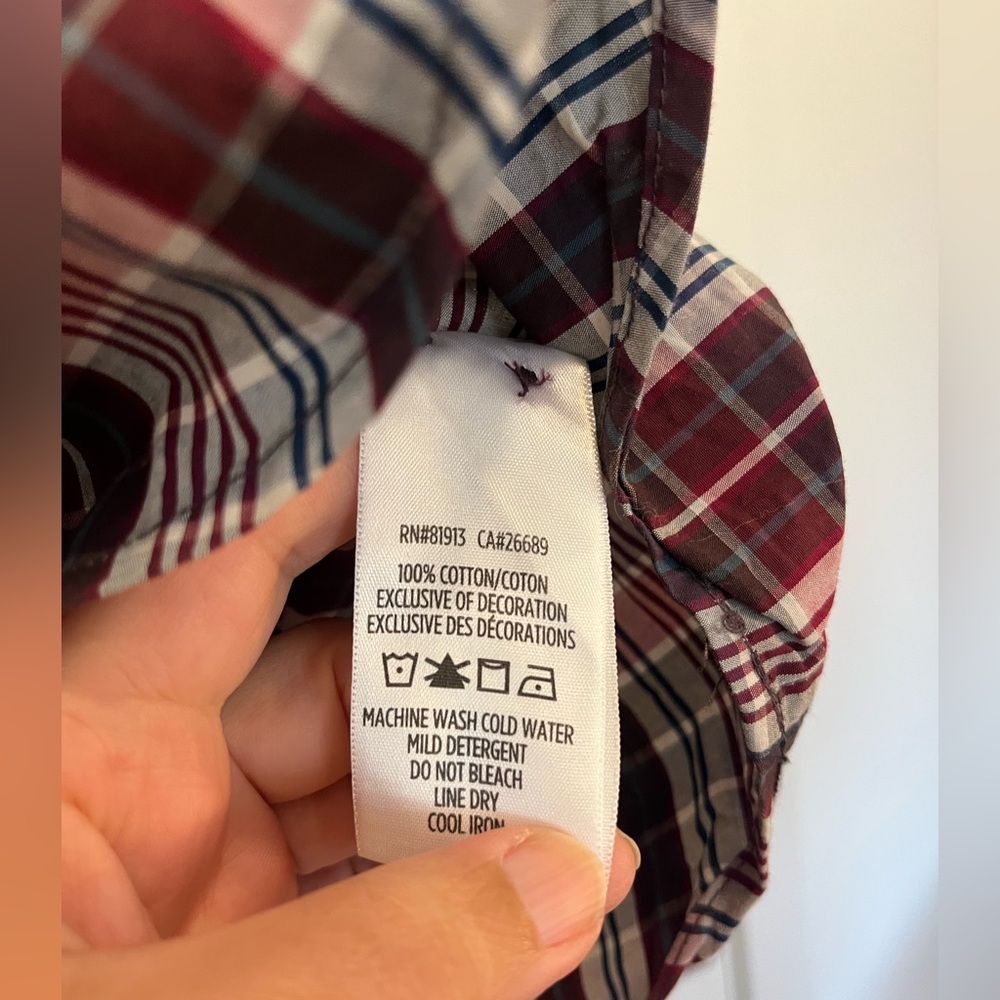 RN#81913 CA#26689
100% COTTON/COTON
EXCLUSIVE OF DECORATION
EXCLUSIVE DES DÉCORATIONS
MACHINE WASH COLD WATER
MILD DETERGENT
DO NOT BLEACH
LINE DRY
COOL IRON